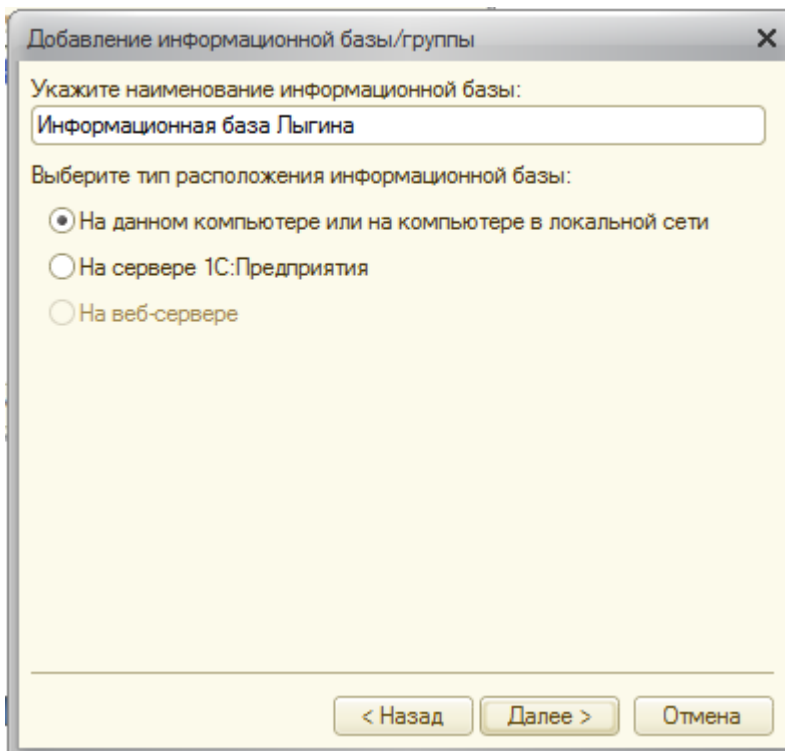 Добавление информационной базы/группы
Укажите наименование информационной базы:
Информационная база Лыгина
Выберите тип расположения информационной базы:
На данном компьютере или на компьютере в локальной сети
На сервере 1С:Предприятия
На веб-сервере
< Назад Далее > Отмена